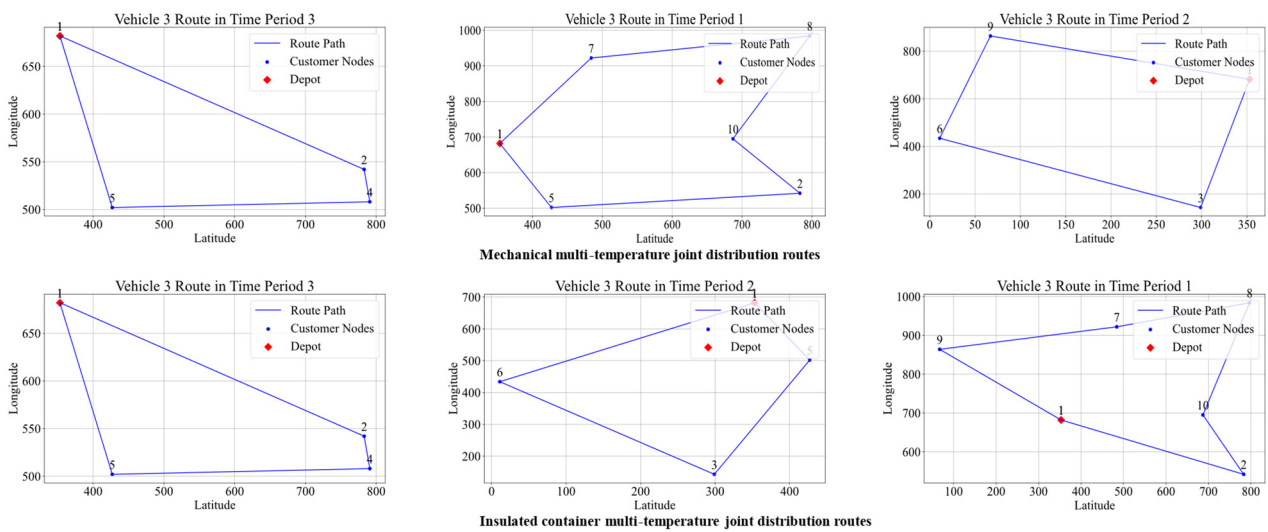 Vehicle 3 Route in Time Period 3
1
Route Path
Customer Nodes
Depot
650
600
550
500
2
4
5
400 500 600 700 800
Latitude
Longitude
Vehicle 3 Route in Time Period 1
8
7
Route Path
Customer Nodes
Depot
1000
900
800
700
600
500
1
10
2
5
400 500 600 700 800
Latitude
Longitude
Vehicle 3 Route in Time Period 2
9
Route Path
Customer Nodes
Depot
800
600
400
200
1
6
3
0 50 100 150 200 250 300 350
Latitude
Longitude
Mechanical multi-temperature joint distribution routes
Vehicle 3 Route in Time Period 3
1
Route Path
Customer Nodes
Depot
650
600
550
500
2
4
5
400 500 600 700 800
Latitude
Longitude
Vehicle 3 Route in Time Period 2
1
Route Path
Customer Nodes
Depot
700
600
500
400
300
200
5
6
3
0 100 200 300 400
Latitude
Longitude
Vehicle 3 Route in Time Period 1
8
7
9
Route Path
Customer Nodes
Depot
1000
900
800
700
600
1
10
2
100 200 300 400 500 600 700 800
Latitude
Longitude
Insulated container multi-temperature joint distribution routes